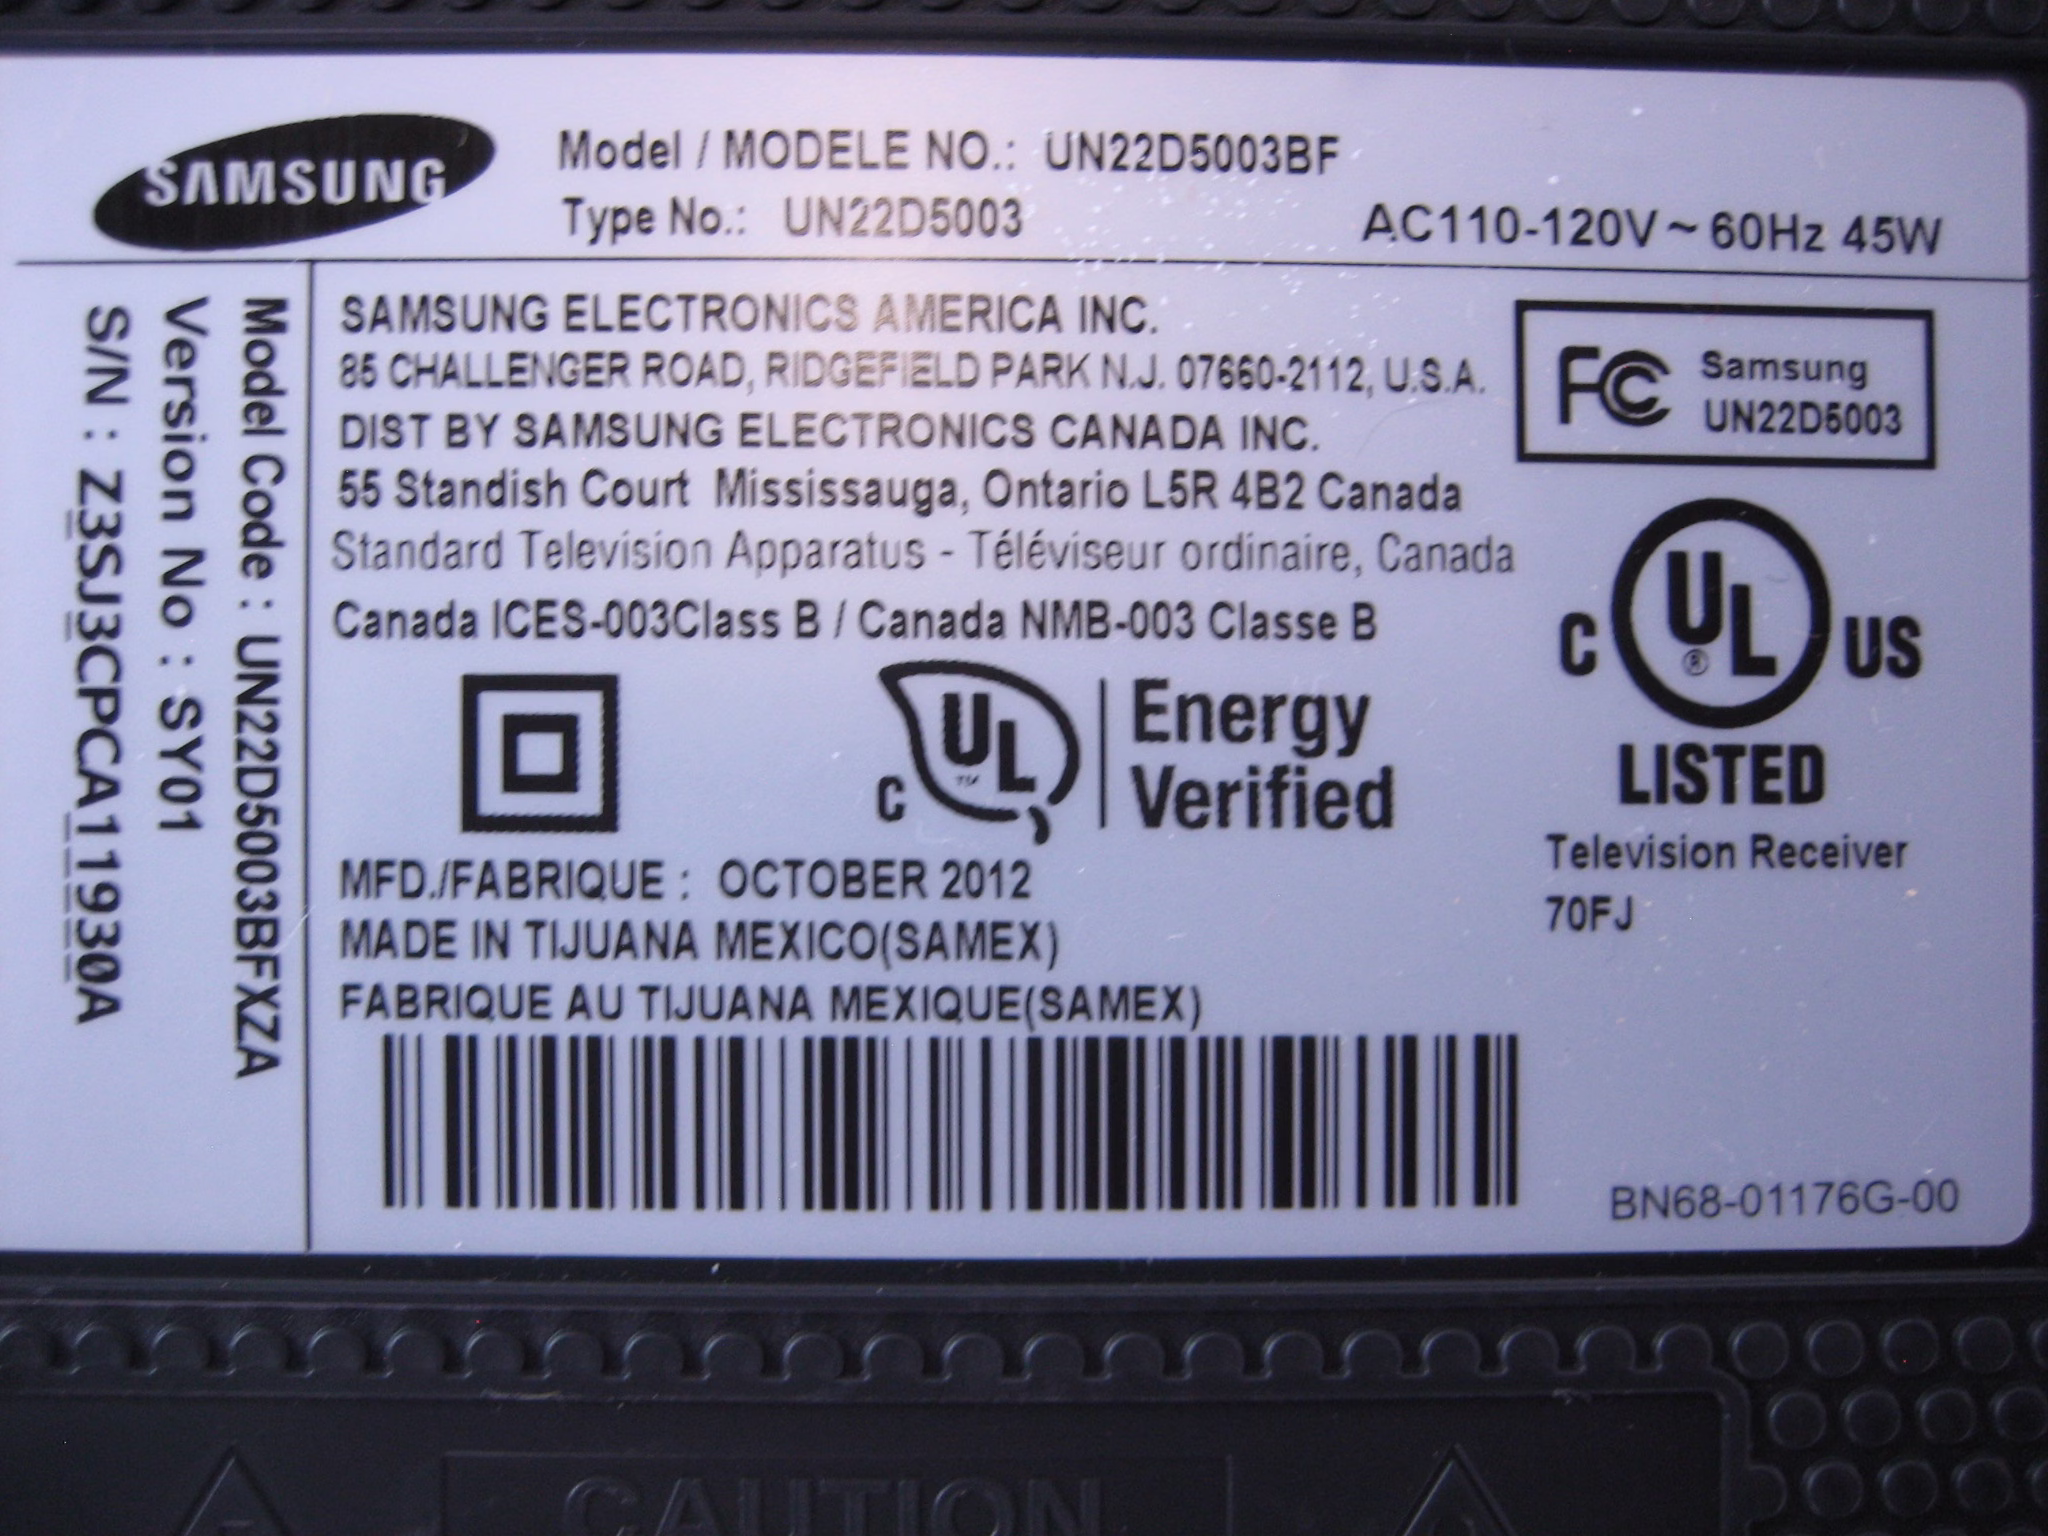 SAMSUNG
Model / MODELE NO.: UN22D5003BF
Type No.: UN22D5003
AC110-120V ~ 60Hz 45W
Model Code : UN22D5003BFXZA
Version No : SY01
S/N : Z3SJ3CPCA11930A
SAMSUNG ELECTRONICS AMERICA INC.
85 CHALLENGER ROAD, RIDGEFIELD PARK N.J. 07660-2112, U.S.A.
DIST BY SAMSUNG ELECTRONICS CANADA INC.
55 Standish Court Mississauga, Ontario L5R 4B2 Canada
Standard Television Apparatus - Téléviseur ordinaire, Canada
Canada ICES-003Class B / Canada NMB-003 Classe B
FC Samsung
UN22D5003
C UL® US
LISTED
Television Receiver
70FJ
C UL™ Energy
Verified
MFD./FABRIQUE : OCTOBER 2012
MADE IN TIJUANA MEXICO(SAMEX)
FABRIQUE AU TIJUANA MEXIQUE(SAMEX)
BN68-01176G-00
CAUTION